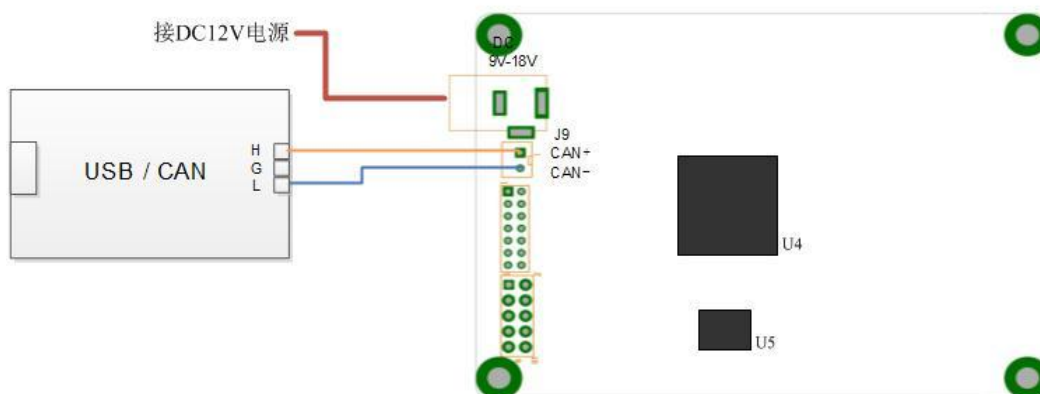 接DC12V电源
DC
9V-18V
J9
CAN+
CAN-
H
G
L
USB / CAN
U4
U5